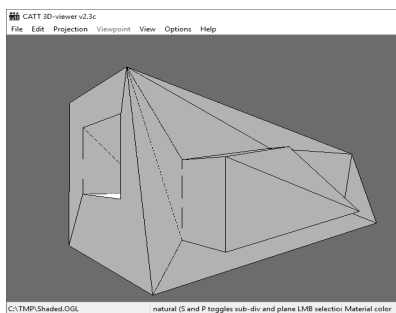 CATT 3D-viewer v2.3c
File Edit Projection Viewpoint View Options Help
C:\TMP\Shaded.OGL natural (S and P toggles sub-div and plane LMB selection Material color